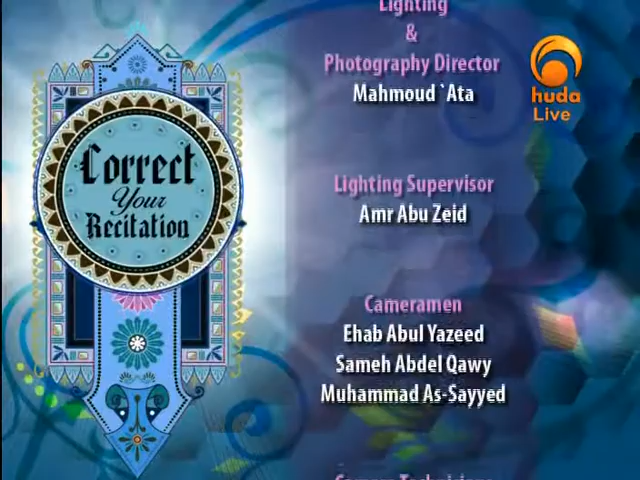 Correct
Your
Recitation
Lighting
&
Photography Director
Mahmoud `Ata
Lighting Supervisor
Amr Abu Zeid
Cameramen
Ehab Abul Yazeed
Sameh Abdel Qawy
Muhammad As-Sayyed
huda
Live